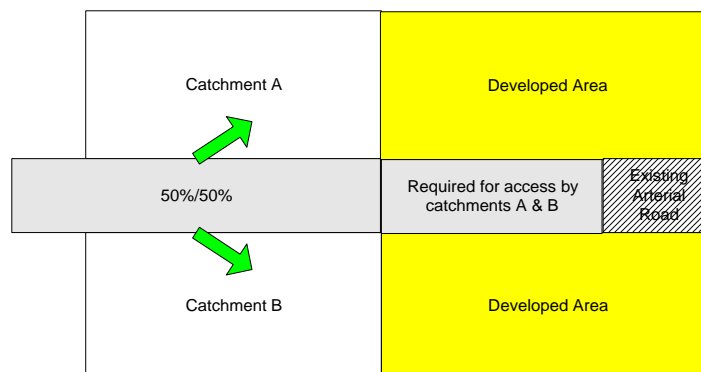 Catchment A
Developed Area
50%/50%
Required for access by
catchments A & B
Existing
Arterial
Road
Catchment B
Developed Area